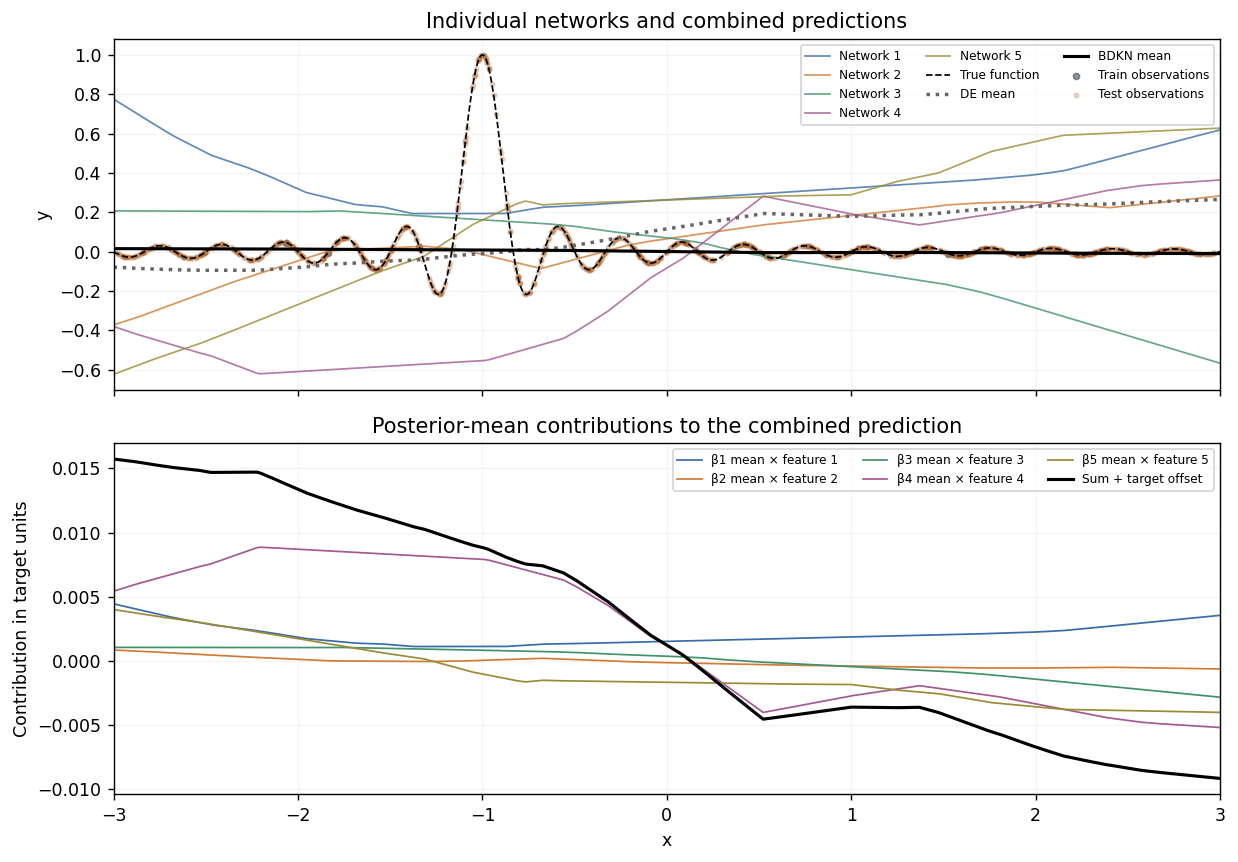 Individual networks and combined predictions
Network 1
Network 2
Network 3
Network 4
Network 5
True function
DE mean
BDKN mean
Train observations
Test observations
1.0
0.8
0.6
0.4
0.2
0.0
−0.2
−0.4
−0.6
y
Posterior-mean contributions to the combined prediction
β1 mean × feature 1
β2 mean × feature 2
β3 mean × feature 3
β4 mean × feature 4
β5 mean × feature 5
Sum + target offset
0.015
0.010
0.005
0.000
−0.005
−0.010
Contribution in target units
−3
−2
−1
0
1
2
3
x